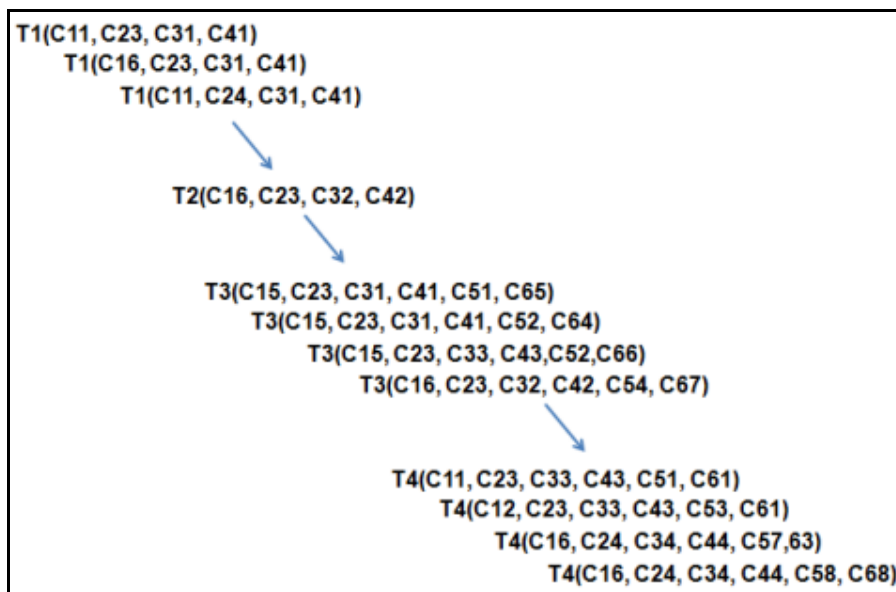 T1(C11, C23, C31, C41)
T1(C16, C23, C31, C41)
T1(C11, C24, C31, C41)
T2(C16, C23, C32, C42)
T3(C15, C23, C31, C41, C51, C65)
T3(C15, C23, C31, C41, C52, C64)
T3(C15, C23, C33, C43,C52,C66)
T3(C16, C23, C32, C42, C54, C67)
T4(C11, C23, C33, C43, C51, C61)
T4(C12, C23, C33, C43, C53, C61)
T4(C16, C24, C34, C44, C57,63)
T4(C16, C24, C34, C44, C58, C68)